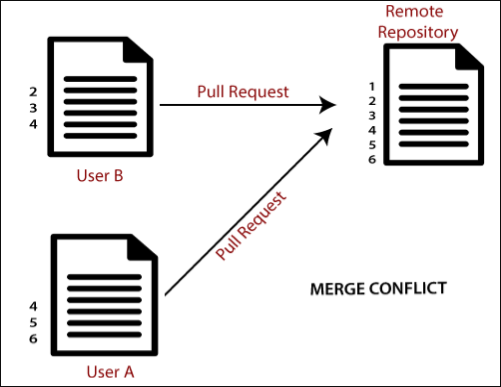 Remote
Repository
2
3
4
Pull Request
1
2
3
4
5
6
User B
Pull Request
4
5
6
MERGE CONFLICT
User A